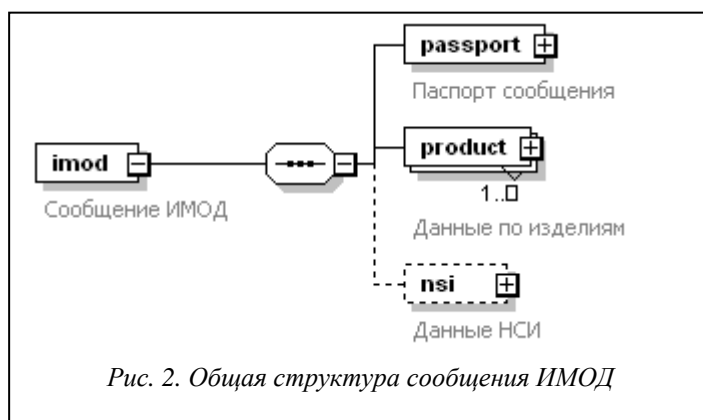 passport
Паспорт сообщения
imod
Сообщение ИМОД
product
1..□
Данные по изделиям
nsi
Данные НСИ
Рис. 2. Общая структура сообщения ИМОД